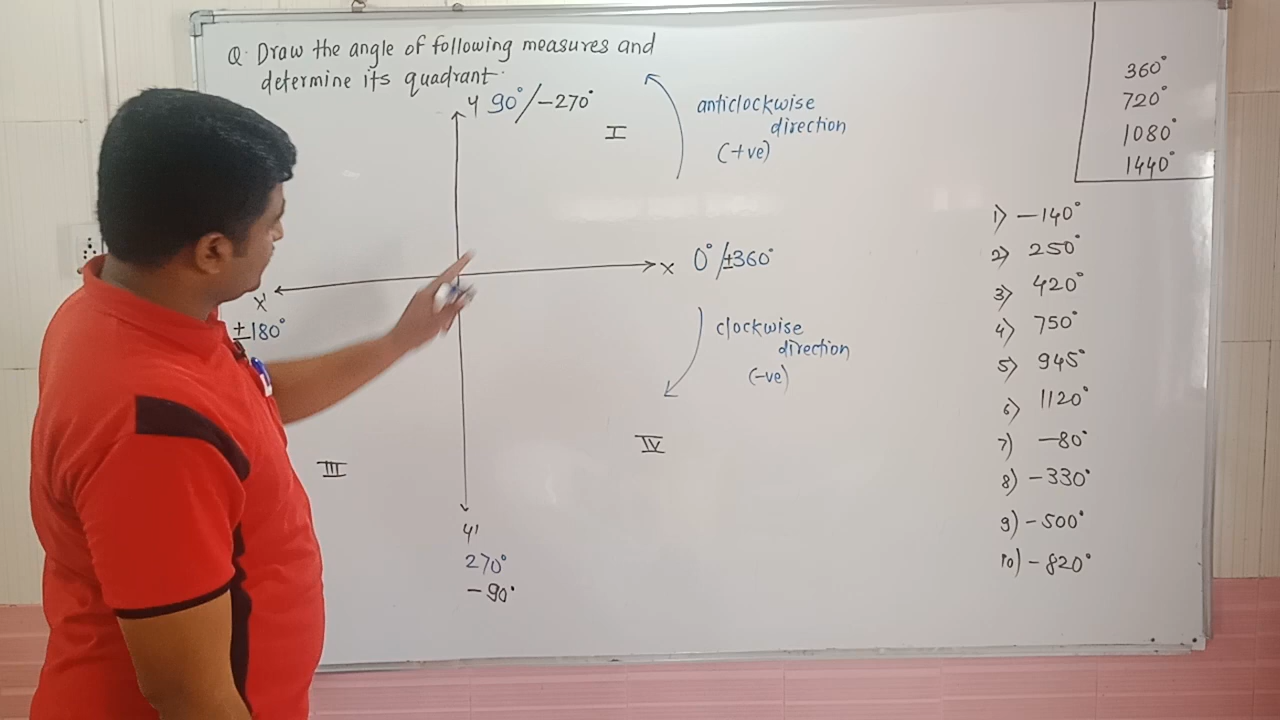 Q. Draw the angle of following measures and
determine its quadrant.
Y 90°/-270°
I
anticlockwise
direction
(+ve)
360°
720°
1080°
1440°
X 0°/±360°
X'
±180°
clockwise
direction
(-ve)
III
IV
Y'
270°
-90°
1) -140°
2) 250°
3) 420°
4) 750°
5) 945°
6) 1120°
7) -80°
8) -330°
9) -500°
10) -820°